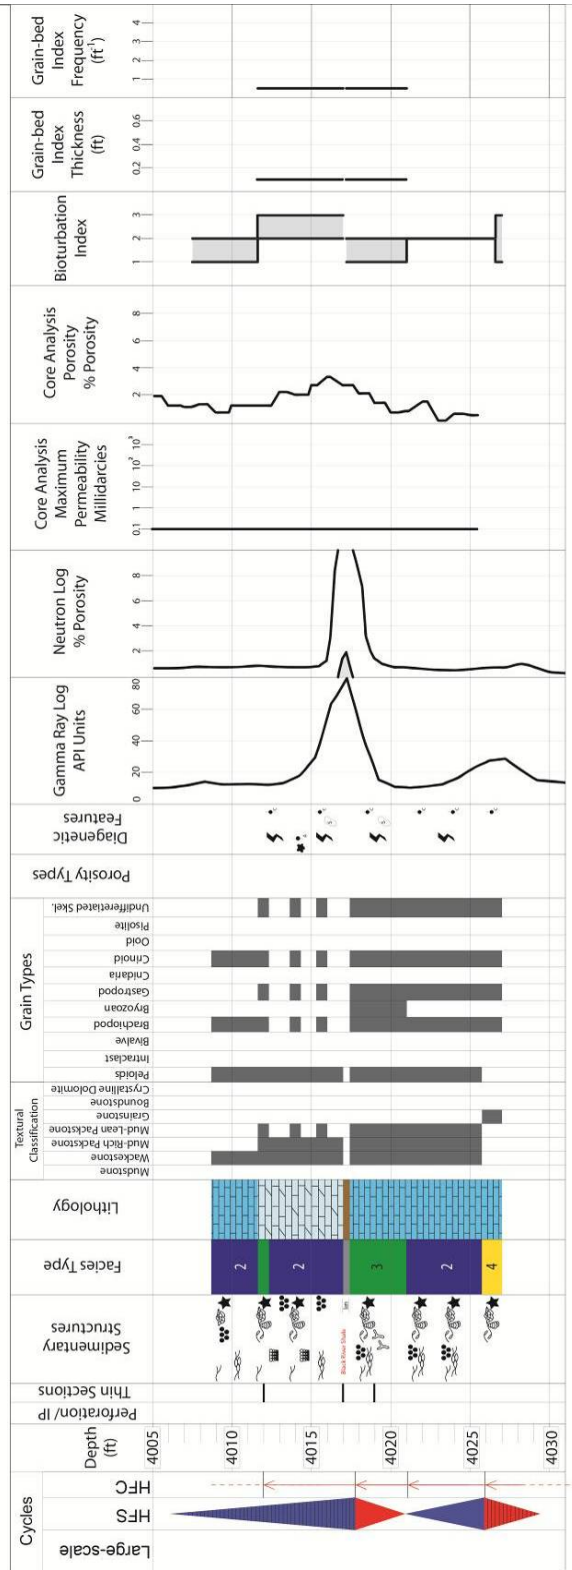 Grain-bed
Index
Frequency
(ft-1)
1
2
3
4
Grain-bed
Index
Thickness
(ft)
0.2
0.4
0.6
Bioturbation
Index
1
2
3
Core Analysis
Porosity
% Porosity
2
4
6
8
Core Analysis
Maximum
Permeability
Millidarcies
0.1
1
10
10²
10³
Neutron Log
% Porosity
2
4
6
8
Gamma Ray Log
API Units
0
20
40
60
80
Diagenetic
Features
Porosity Types
Grain Types
Undifferetiated Skel.
Pisolite
Ooid
Crinoid
Cnidaria
Gastropod
Bryozoan
Brachiopod
Bivalve
Intraclast
Peloids
Textural
Classification
Crystalline Dolomite
Boundstone
Grainstone
Mud-Lean Packstone
Mud-Rich Packstone
Wackestone
Mudstone
Lithology
Facies Type
2
2
3
2
4
Sedimentary
Structures
Black River Shale
Thin Sections
Perforation/ IP
Depth
(ft)
4005
4010
4015
4020
4025
4030
Cycles
HFC
HFS
Large-scale